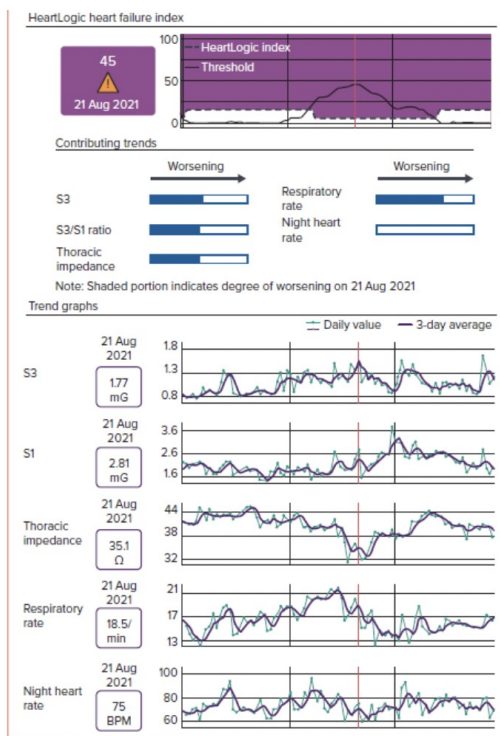 HeartLogic heart failure index
45
21 Aug 2021
100
50
0
HeartLogic index
Threshold
Contributing trends
Worsening
Worsening
S3
Respiratory
rate
S3/S1 ratio
Night heart
rate
Thoracic
impedance
Note: Shaded portion indicates degree of worsening on 21 Aug 2021
Trend graphs
Daily value
3-day average
S3
21 Aug
2021
1.77
mG
1.8
1.3
0.8
S1
21 Aug
2021
2.81
mG
3.6
2.6
1.6
Thoracic
impedance
21 Aug
2021
35.1
Ω
44
38
32
Respiratory
rate
21 Aug
2021
18.5/
min
21
17
13
Night heart
rate
21 Aug
2021
75
BPM
100
80
60